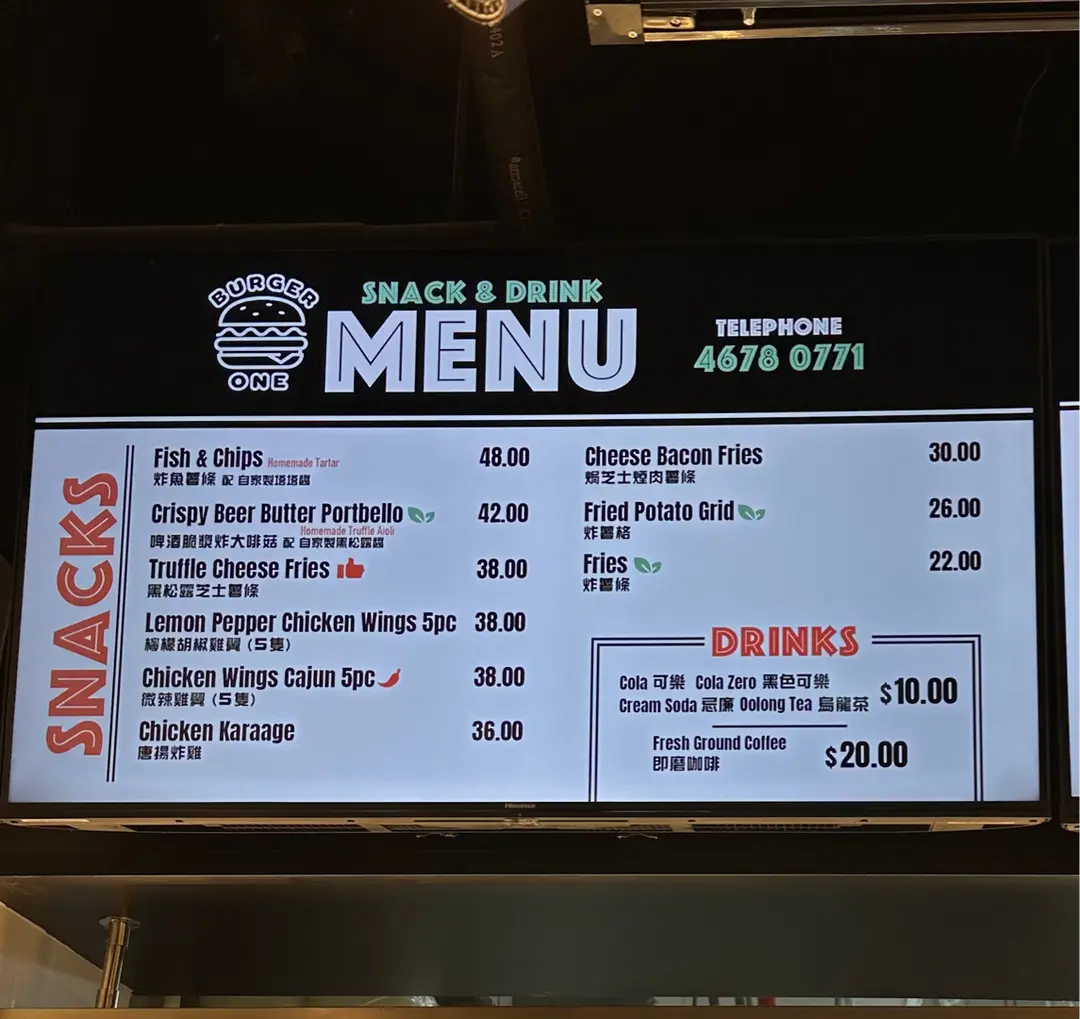 BURGER
ONE
SNACK & DRINK
MENU
TELEPHONE
4678 0771
SNACKS
Fish & Chips Homemade Tartar 48.00
炸魚薯條 配 自家製塔塔醬
Crispy Beer Butter Portbello 42.00
Homemade Truffle Aioli
啤酒脆漿炸大啡菇 配 自家製黑松露醬
Truffle Cheese Fries 38.00
黑松露芝士薯條
Lemon Pepper Chicken Wings 5pc 38.00
檸檬胡椒雞翼 (5隻)
Chicken Wings Cajun 5pc 38.00
微辣雞翼 (5隻)
Chicken Karaage 36.00
唐揚炸雞
Cheese Bacon Fries 30.00
焗芝士煙肉薯條
Fried Potato Grid 26.00
炸薯格
Fries 22.00
炸薯條
DRINKS
Cola 可樂 Cola Zero 黑色可樂
Cream Soda 忌廉 Oolong Tea 烏龍茶 $10.00
Fresh Ground Coffee
即磨咖啡 $20.00
Hisense